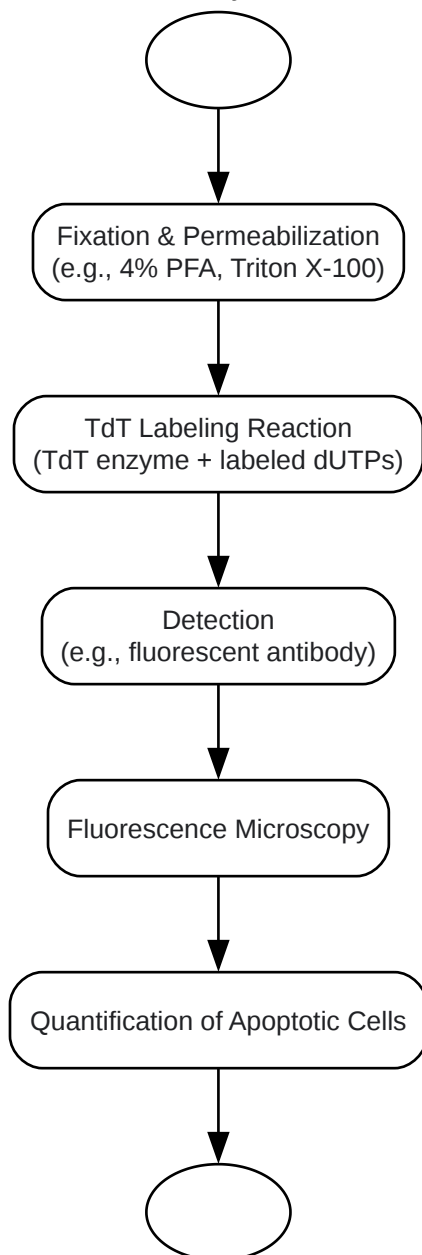 Fixation & Permeabilization
(e.g., 4% PFA, Triton X-100)
TdT Labeling Reaction
(TdT enzyme + labeled dUTPs)
Detection
(e.g., fluorescent antibody)
Fluorescence Microscopy
Quantification of Apoptotic Cells